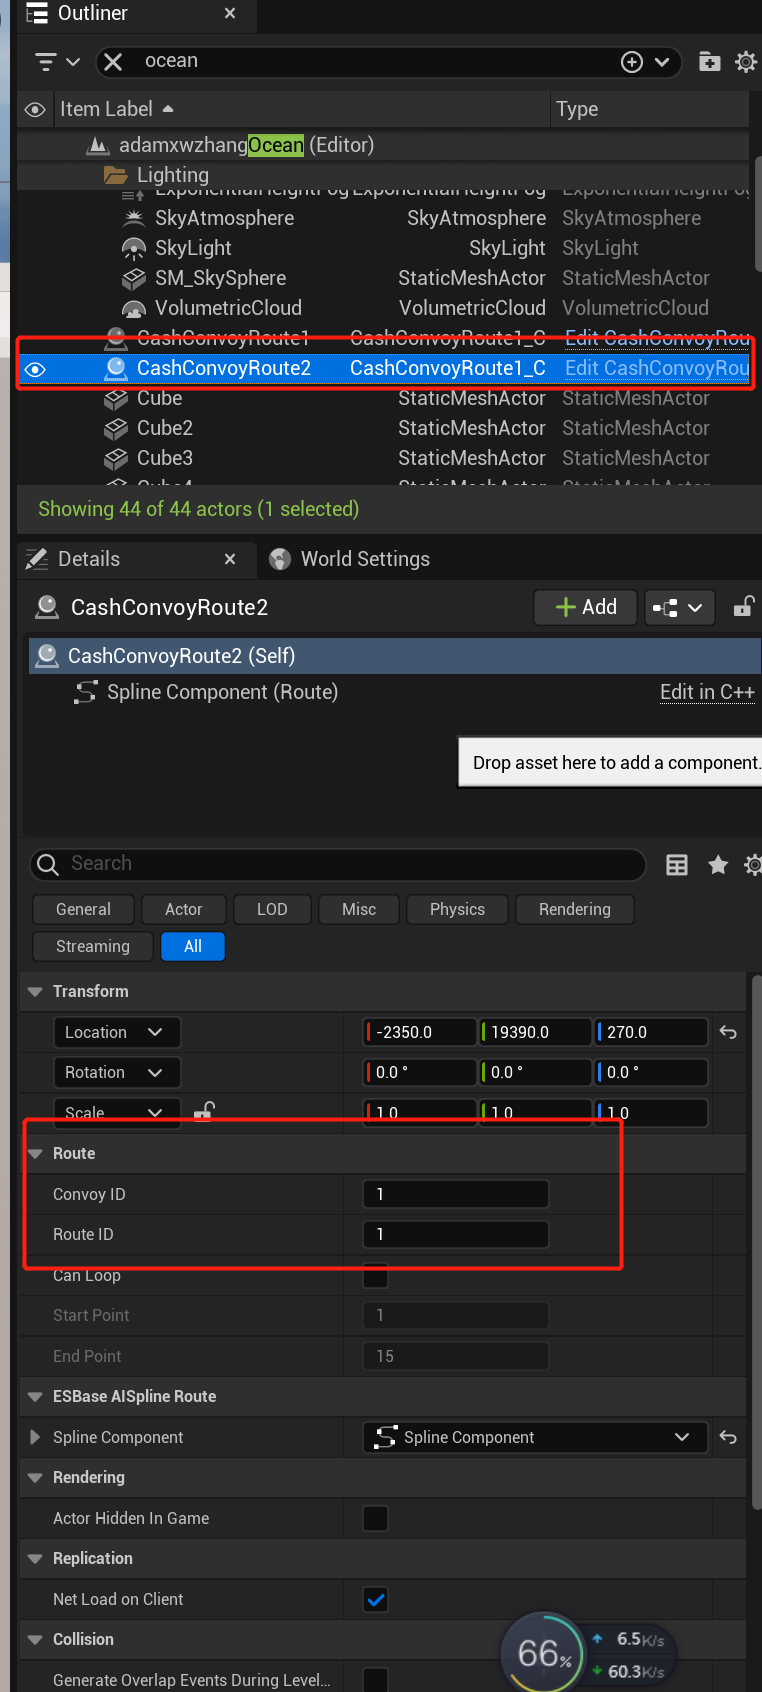 Outliner
ocean
Item Label Type
adamxwzhangOcean (Editor)
Lighting
ExponentialHeightFog ExponentialHeightFog ExponentialHeightFog
SkyAtmosphere SkyAtmosphere SkyAtmosphere
SkyLight SkyLight SkyLight
SM_SkySphere StaticMeshActor StaticMeshActor
VolumetricCloud VolumetricCloud VolumetricCloud
CashConvoyRoute1 CashConvoyRoute1_C Edit CashConvoyRou
CashConvoyRoute2 CashConvoyRoute1_C Edit CashConvoyRou
Cube StaticMeshActor StaticMeshActor
Cube2 StaticMeshActor StaticMeshActor
Cube3 StaticMeshActor StaticMeshActor
Cube4 StaticMeshActor StaticMeshActor
Showing 44 of 44 actors (1 selected)
Details World Settings
CashConvoyRoute2 Add
CashConvoyRoute2 (Self)
Spline Component (Route) Edit in C++
Drop asset here to add a component.
Search
General Actor LOD Misc Physics Rendering
Streaming All
Transform
Location -2350.0 19390.0 270.0
Rotation 0.0 ° 0.0 ° 0.0 °
Scale 1.0 1.0 1.0
Route
Convoy ID 1
Route ID 1
Can Loop
Start Point 1
End Point 15
ESBase AISpline Route
Spline Component Spline Component
Rendering
Actor Hidden In Game
Replication
Net Load on Client
Collision
66% 6.5K/s
60.3K/s
Generate Overlap Events During Level...